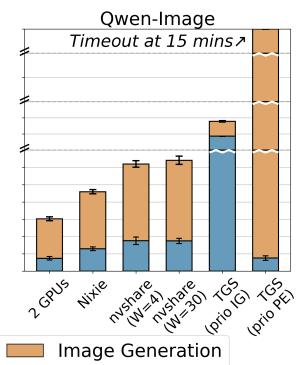 Qwen-Image
Timeout at 15 mins↗
2 GPUs
Nixie
nvshare
(W=4)
nvshare
(W=30)
TGS
(prio IG)
TGS
(prio PE)
Image Generation